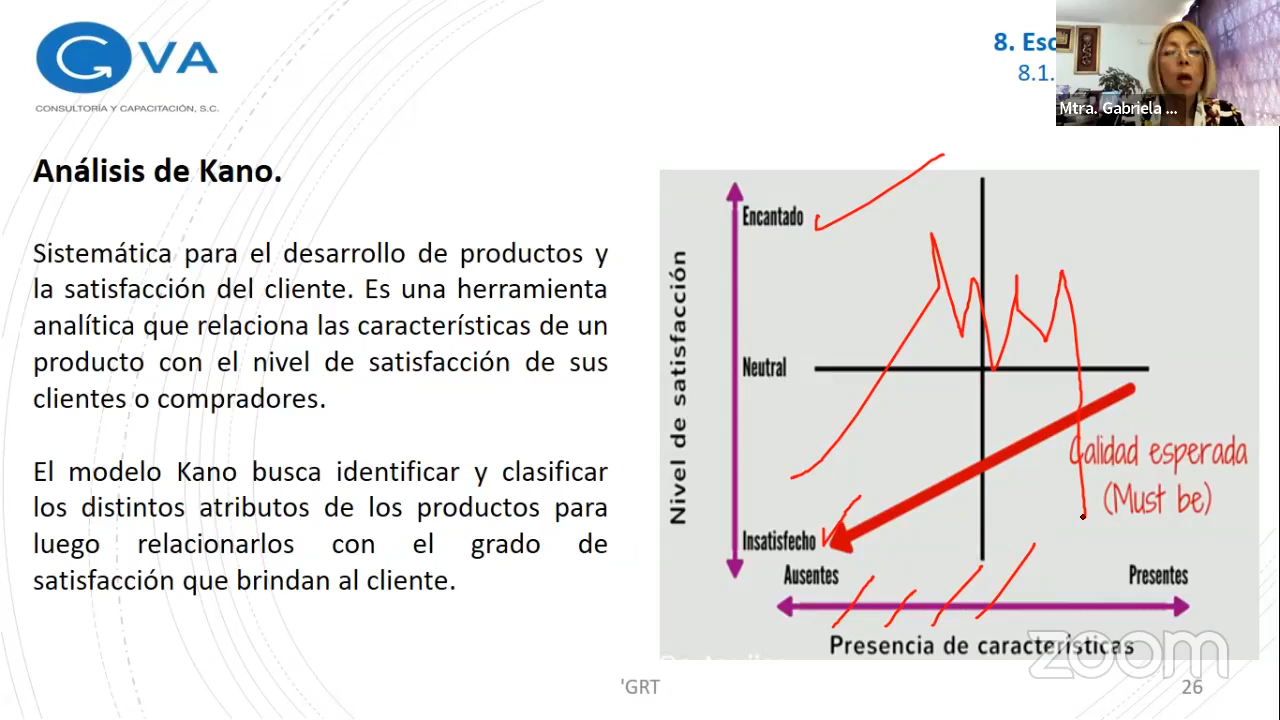 GVA
CONSULTORÍA Y CAPACITACIÓN, S.C.
8. Esc
8.1.
Mtra. Gabriela ...
Análisis de Kano.
Sistemática para el desarrollo de productos y
la satisfacción del cliente. Es una herramienta
analítica que relaciona las características de un
producto con el nivel de satisfacción de sus
clientes o compradores.
El modelo Kano busca identificar y clasificar
los distintos atributos de los productos para
luego relacionarlos con el grado de
satisfacción que brindan al cliente.
Nivel de satisfacción
Encantado
Neutral
Insatisfecho
Calidad esperada
(Must be)
Ausentes
Presentes
Presencia de características
zoom
'GRT
26